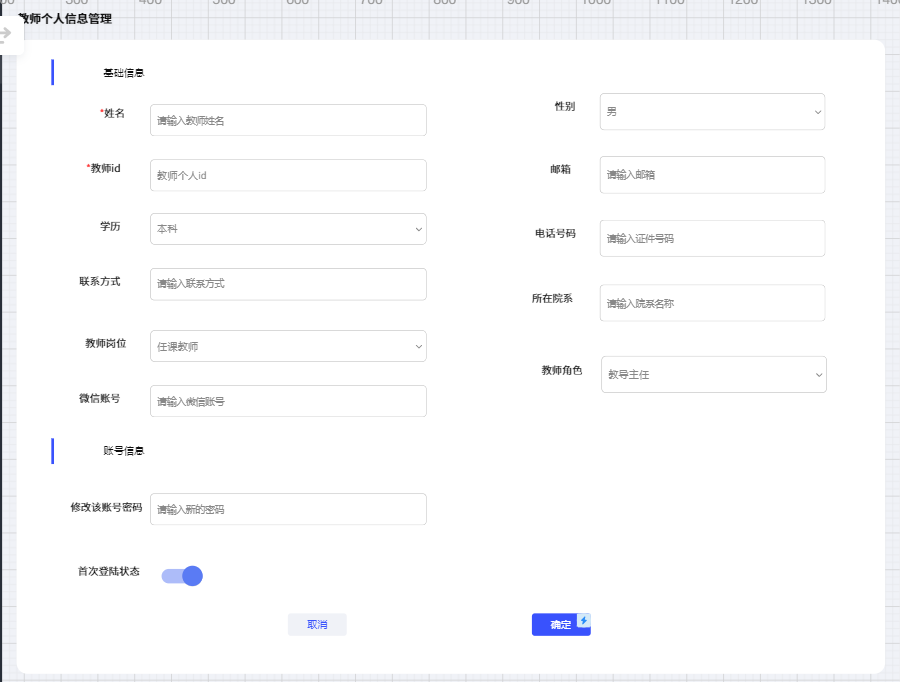 500 600 700 800 900 1000 1100 1200 1300
教师个人信息管理
基础信息
*姓名 请输入教师姓名
性别 男
*教师id 教师个人id
邮箱 请输入邮箱
学历 本科
电话号码 请输入证件号码
联系方式 请输入联系方式
所在院系 请输入院系名称
教师岗位 任课教师
教师角色 教导主任
微信账号 请输入微信账号
账号信息
修改该账号密码 请输入新的密码
首次登陆状态
取消 确定